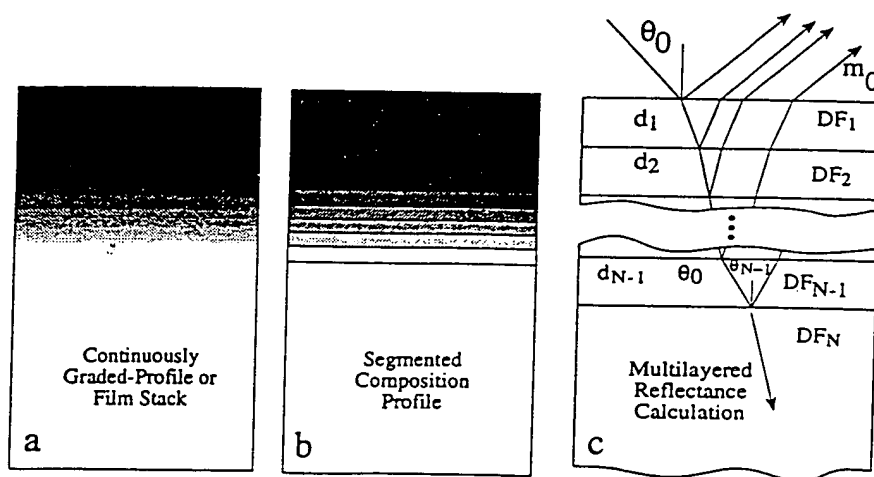 Continuously
Graded-Profile or
Film Stack
a
Segmented
Composition
Profile
b
θ0
m0
d1
DF1
d2
DF2
dN-1
θ0
θN-1
DFN-1
DFN
Multilayered
Reflectance
Calculation
c